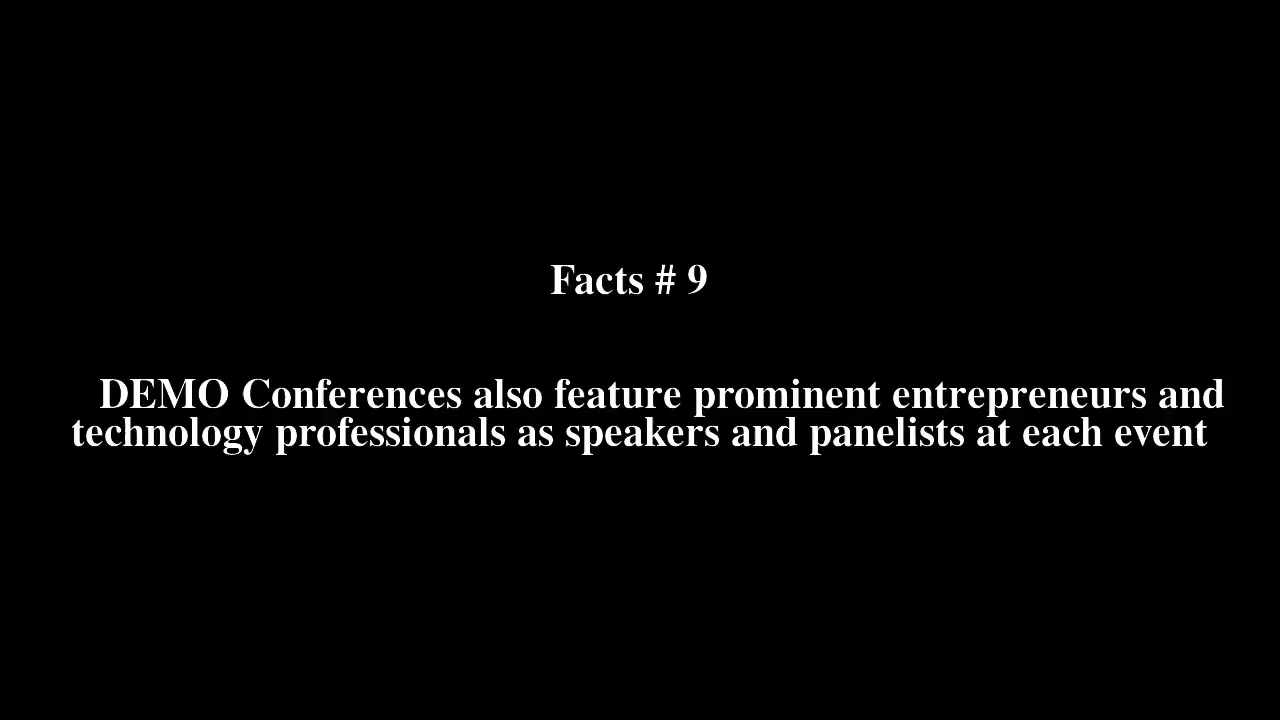 Facts # 9
DEMO Conferences also feature prominent entrepreneurs and
technology professionals as speakers and panelists at each event